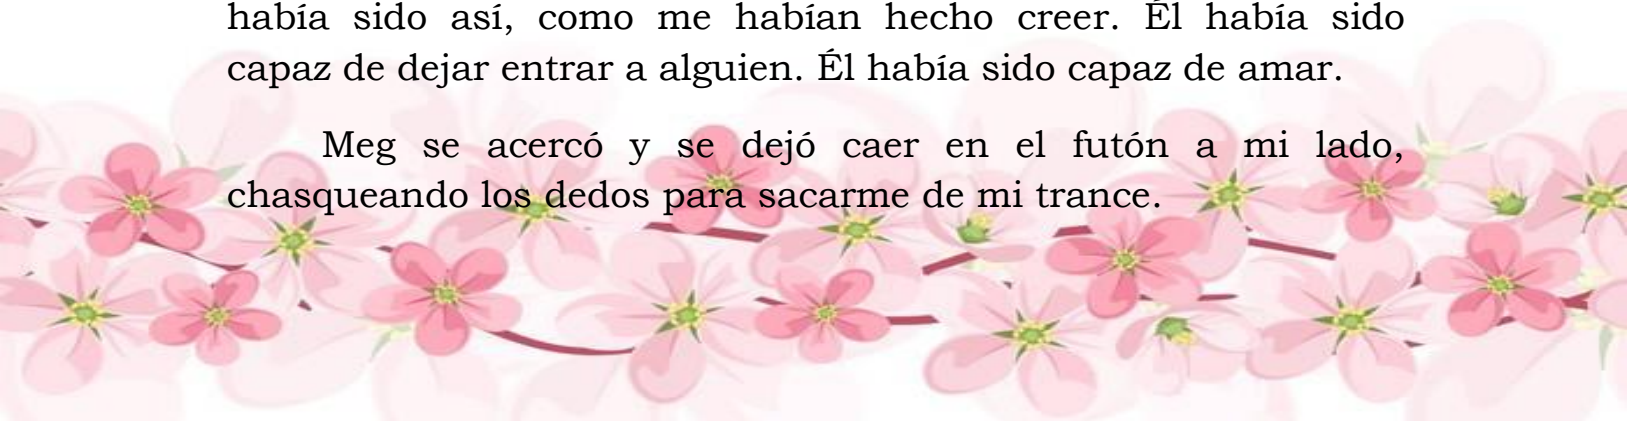 había sido así, como me habían hecho creer. Él había sido
capaz de dejar entrar a alguien. Él había sido capaz de amar.
Meg se acercó y se dejó caer en el futón a mi lado,
chasqueando los dedos para sacarme de mi trance.